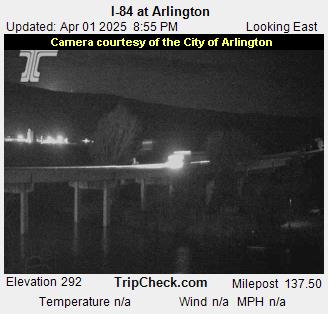 I-84 at Arlington
Updated: Apr 01 2025 8:55 PM Looking East
Camera courtesy of the City of Arlington
Elevation 292 TripCheck.com Milepost 137.50
Temperature n/a Wind n/a MPH n/a